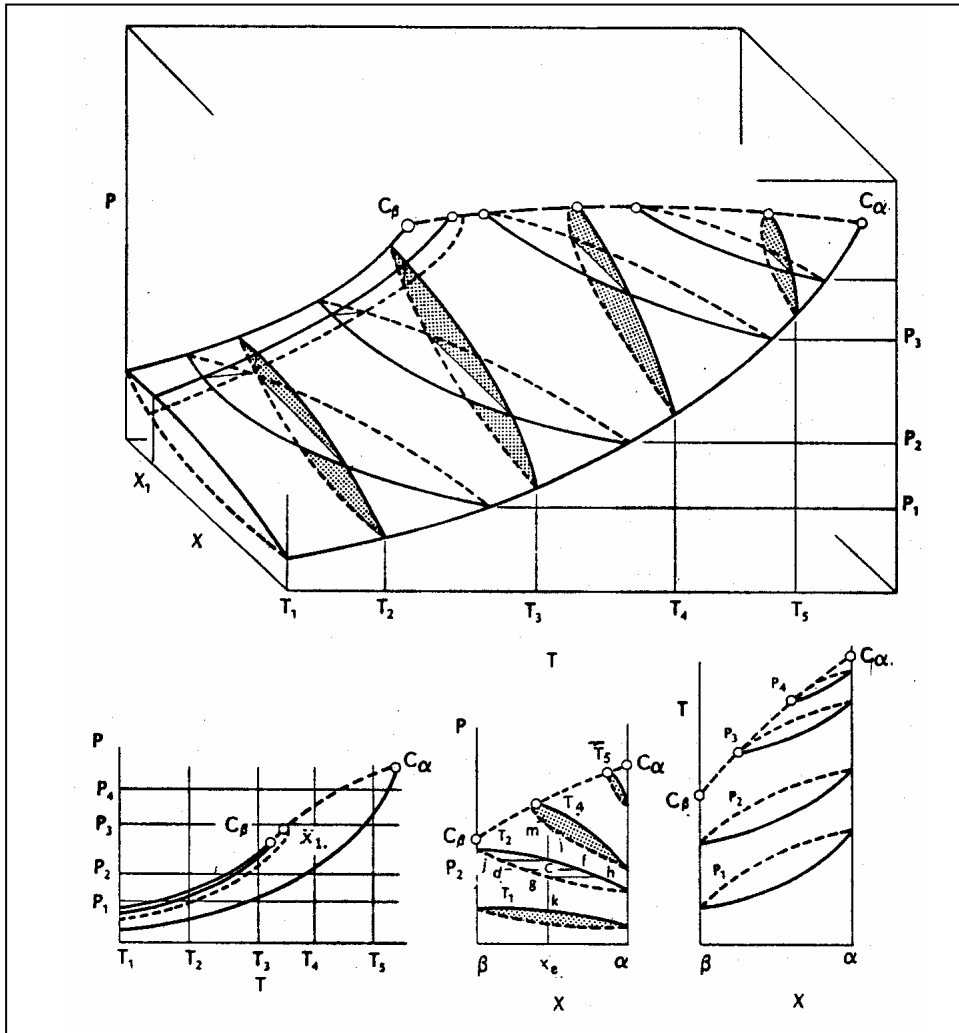 P
Cβ
Cα
P₃
P₂
P₁
X₁
X
T₁
T₂
T₃
T₄
T₅
T
P
P₄
P₃
P₂
P₁
Cα
Cβ
X₁.
T₁
T₂
T₃
T₄
T₅
T
P
T₅
Cα
T₄
Cβ
T₂
m
i
f
P₂
j
d
C
h
g
T₁
k
β
xe
α
X
T
Cα.
P₄
P₃
Cβ
P₂
P₁
β
α
X